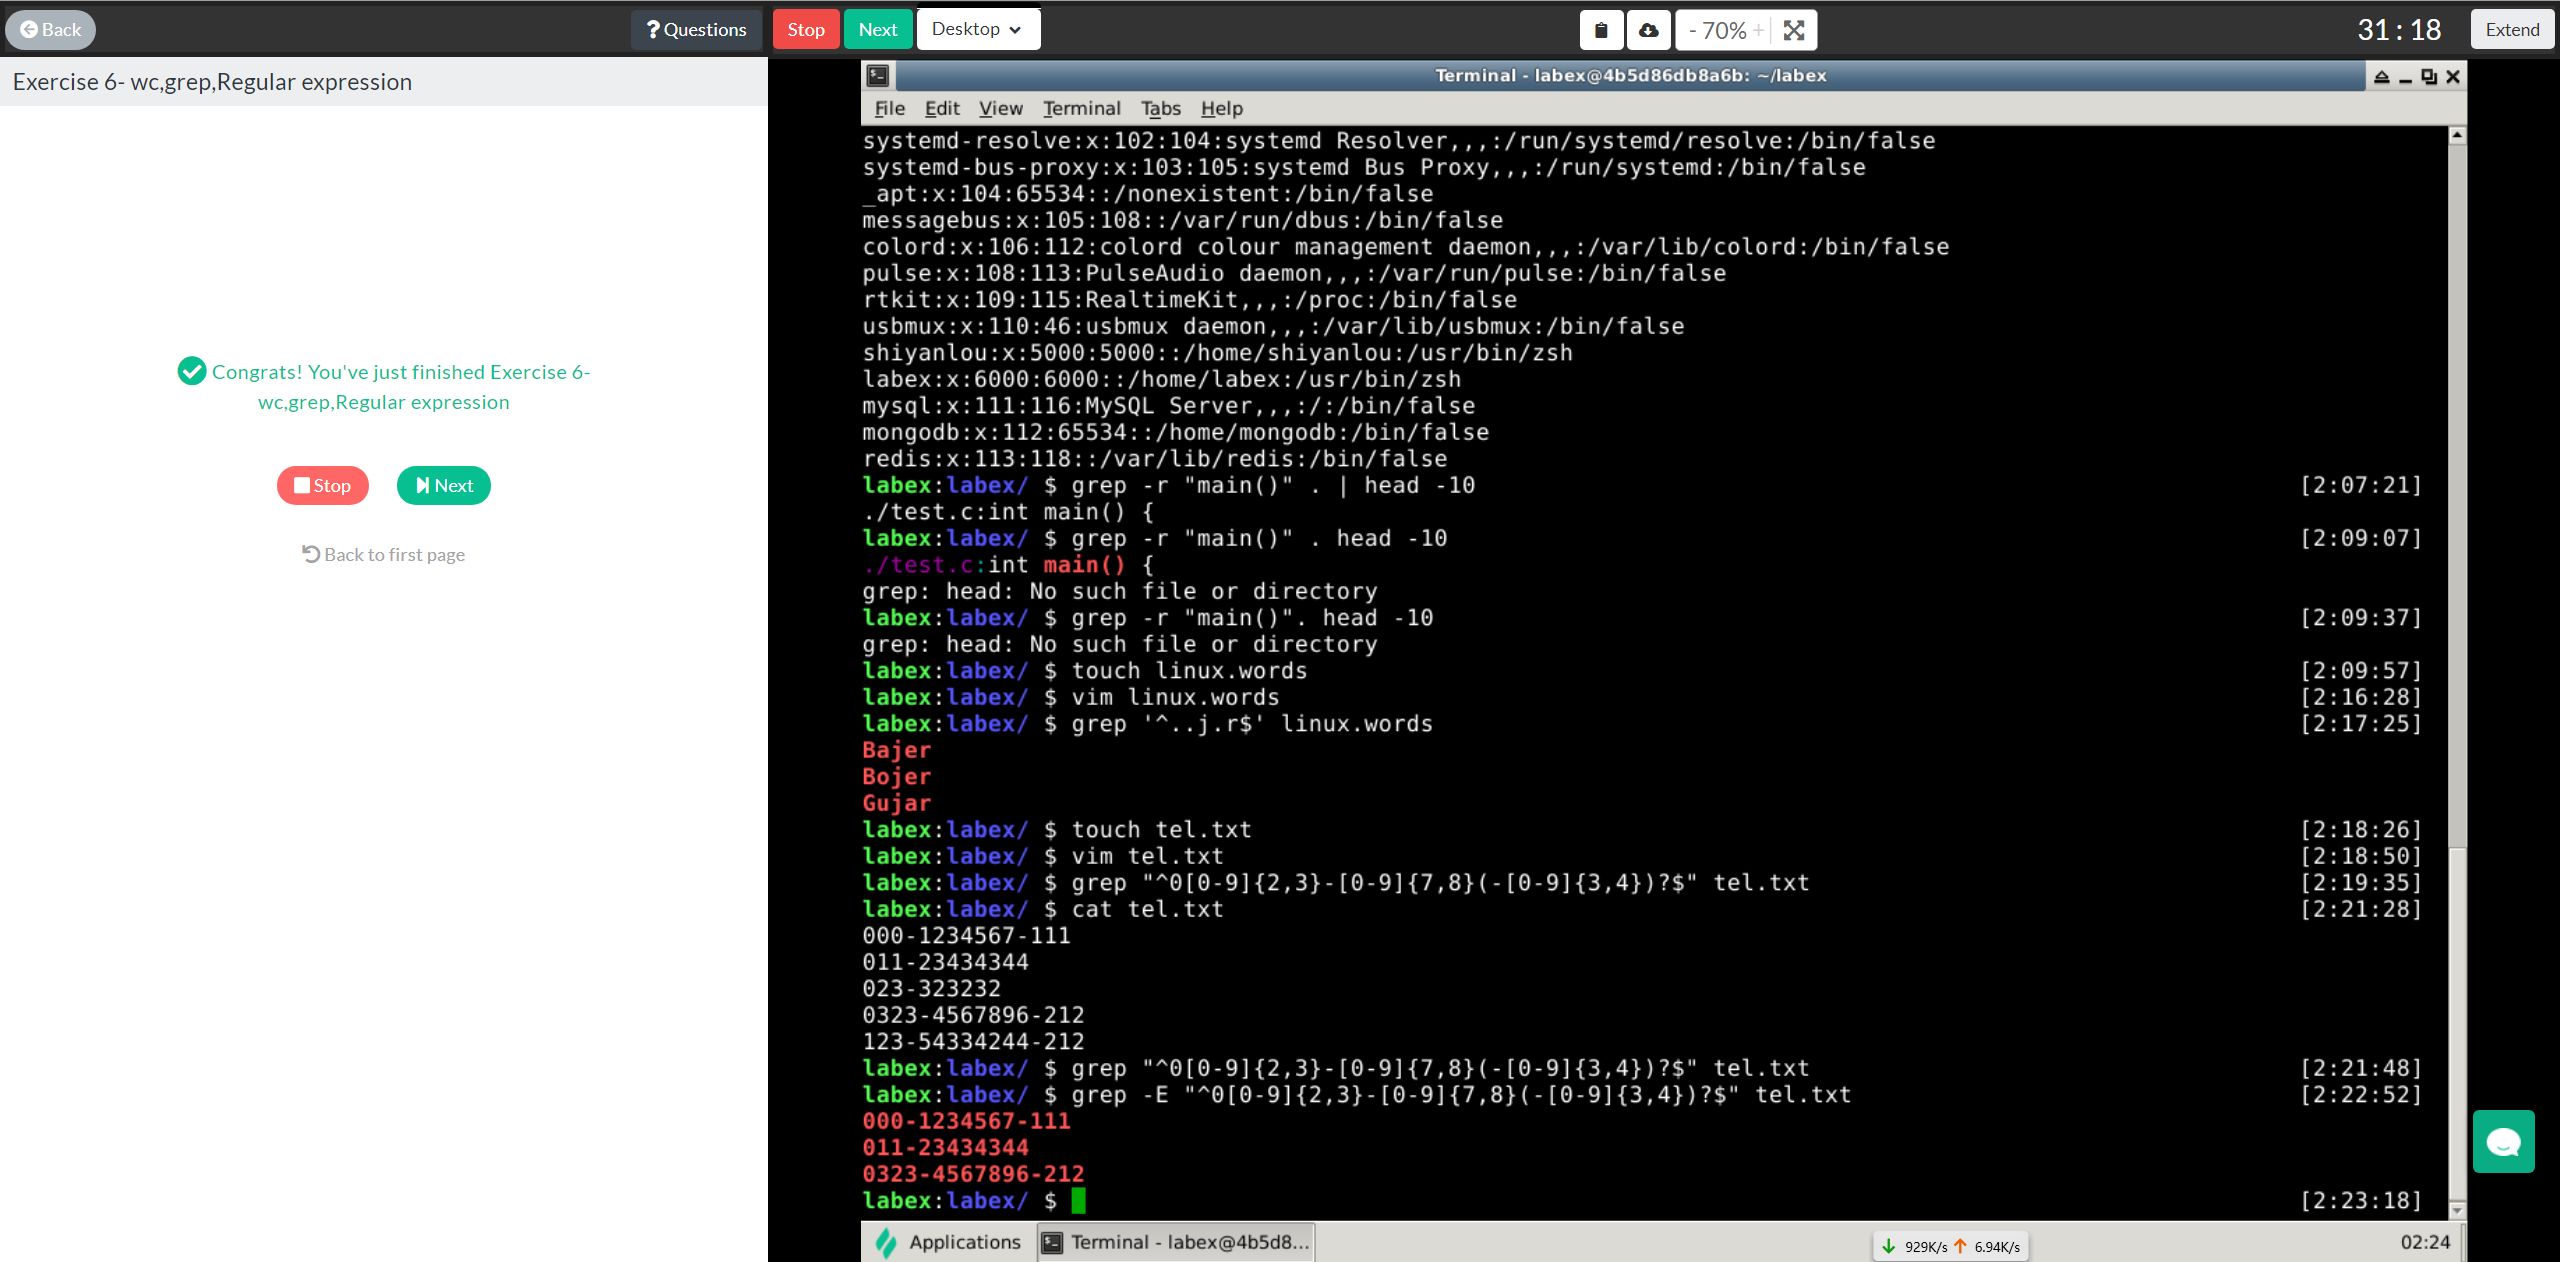 Back
Questions
Stop
Next
Desktop
- 70% +
31 : 18
Extend
Exercise 6- wc,grep,Regular expression
Congrats! You've just finished Exercise 6-
wc,grep,Regular expression
Stop
Next
Back to first page
Terminal - labex@4b5d86db8a6b: ~/labex
File Edit View Terminal Tabs Help
systemd-resolve:x:102:104:systemd Resolver,,,:/run/systemd/resolve:/bin/false
systemd-bus-proxy:x:103:105:systemd Bus Proxy,,,:/run/systemd:/bin/false
_apt:x:104:65534::/nonexistent:/bin/false
messagebus:x:105:108::/var/run/dbus:/bin/false
colord:x:106:112:colord colour management daemon,,,:/var/lib/colord:/bin/false
pulse:x:108:113:PulseAudio daemon,,,:/var/run/pulse:/bin/false
rtkit:x:109:115:RealtimeKit,,,:/proc:/bin/false
usbmux:x:110:46:usbmux daemon,,,:/var/lib/usbmux:/bin/false
shiyanlou:x:5000:5000::/home/shiyanlou:/usr/bin/zsh
labex:x:6000:6000::/home/labex:/usr/bin/zsh
mysql:x:111:116:MySQL Server,,,:/:/bin/false
mongodb:x:112:65534::/home/mongodb:/bin/false
redis:x:113:118::/var/lib/redis:/bin/false
labex:labex/ $ grep -r "main()" . | head -10 [2:07:21]
./test.c:int main() {
labex:labex/ $ grep -r "main()" . head -10 [2:09:07]
./test.c:int main() {
grep: head: No such file or directory
labex:labex/ $ grep -r "main()". head -10 [2:09:37]
grep: head: No such file or directory
labex:labex/ $ touch linux.words [2:09:57]
labex:labex/ $ vim linux.words [2:16:28]
labex:labex/ $ grep '^..j.r$' linux.words [2:17:25]
Bajer
Bojer
Gujar
labex:labex/ $ touch tel.txt [2:18:26]
labex:labex/ $ vim tel.txt [2:18:50]
labex:labex/ $ grep "^0[0-9]{2,3}-[0-9]{7,8}(-[0-9]{3,4})?$" tel.txt [2:19:35]
labex:labex/ $ cat tel.txt [2:21:28]
000-1234567-111
011-23434344
023-323232
0323-4567896-212
123-54334244-212
labex:labex/ $ grep "^0[0-9]{2,3}-[0-9]{7,8}(-[0-9]{3,4})?$" tel.txt [2:21:48]
labex:labex/ $ grep -E "^0[0-9]{2,3}-[0-9]{7,8}(-[0-9]{3,4})?$" tel.txt [2:22:52]
000-1234567-111
011-23434344
0323-4567896-212
labex:labex/ $ [2:23:18]
Applications
Terminal - labex@4b5d8...
929K/s 6.94K/s
02:24